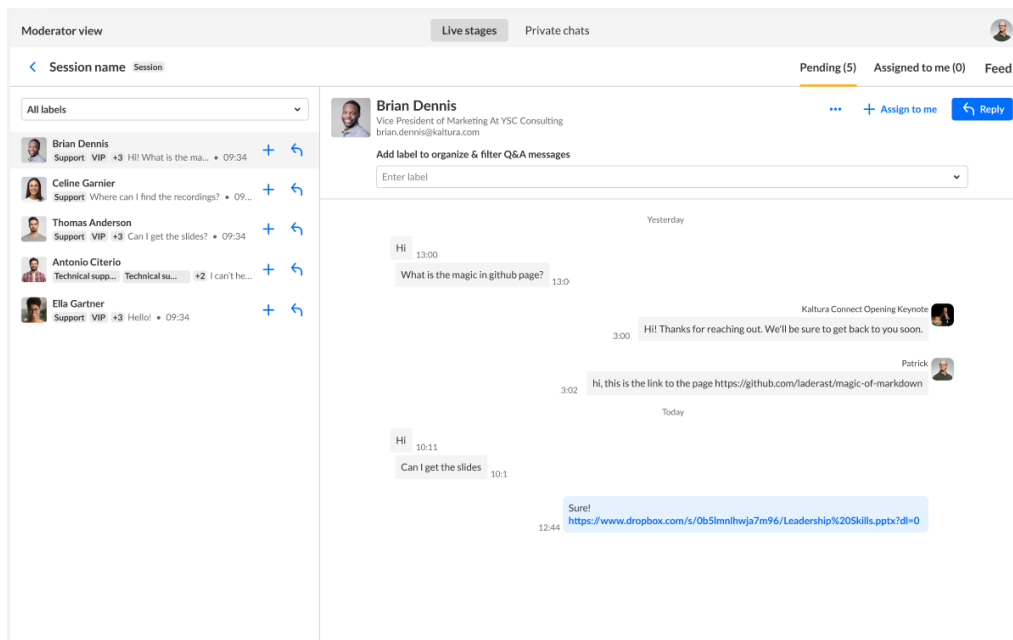 Moderator view
Live stages
Private chats
Session name Session
Pending (5)
Assigned to me (0)
Feed
All labels
Brian Dennis
Support VIP +3 Hi! What is the ma... • 09:34
Celine Garnier
Support Where can I find the recordings? • 09...
Thomas Anderson
Support VIP +3 Can I get the slides? • 09:34
Antonio Citerio
Technical supp... Technical su... +2 I can't he...
Ella Gartner
Support VIP +3 Hello! • 09:34
Brian Dennis
Vice President of Marketing At YSC Consulting
brian.dennis@kaltura.com
••• + Assign to me
Reply
Add label to organize & filter Q&A messages
Enter label
Yesterday
Hi 13:00
What is the magic in github page?
Kaltura Connect Opening Keynote
3:00 Hi! Thanks for reaching out. We'll be sure to get back to you soon.
Patrick
3:02 hi, this is the link to the page https://github.com/laderast/magic-of-markdown
Today
Hi 10:11
Can I get the slides 10:1
Sure!
12:44 https://www.dropbox.com/s/0b5lmnlhwja7m96/Leadership%20Skills.pptx?dl=0